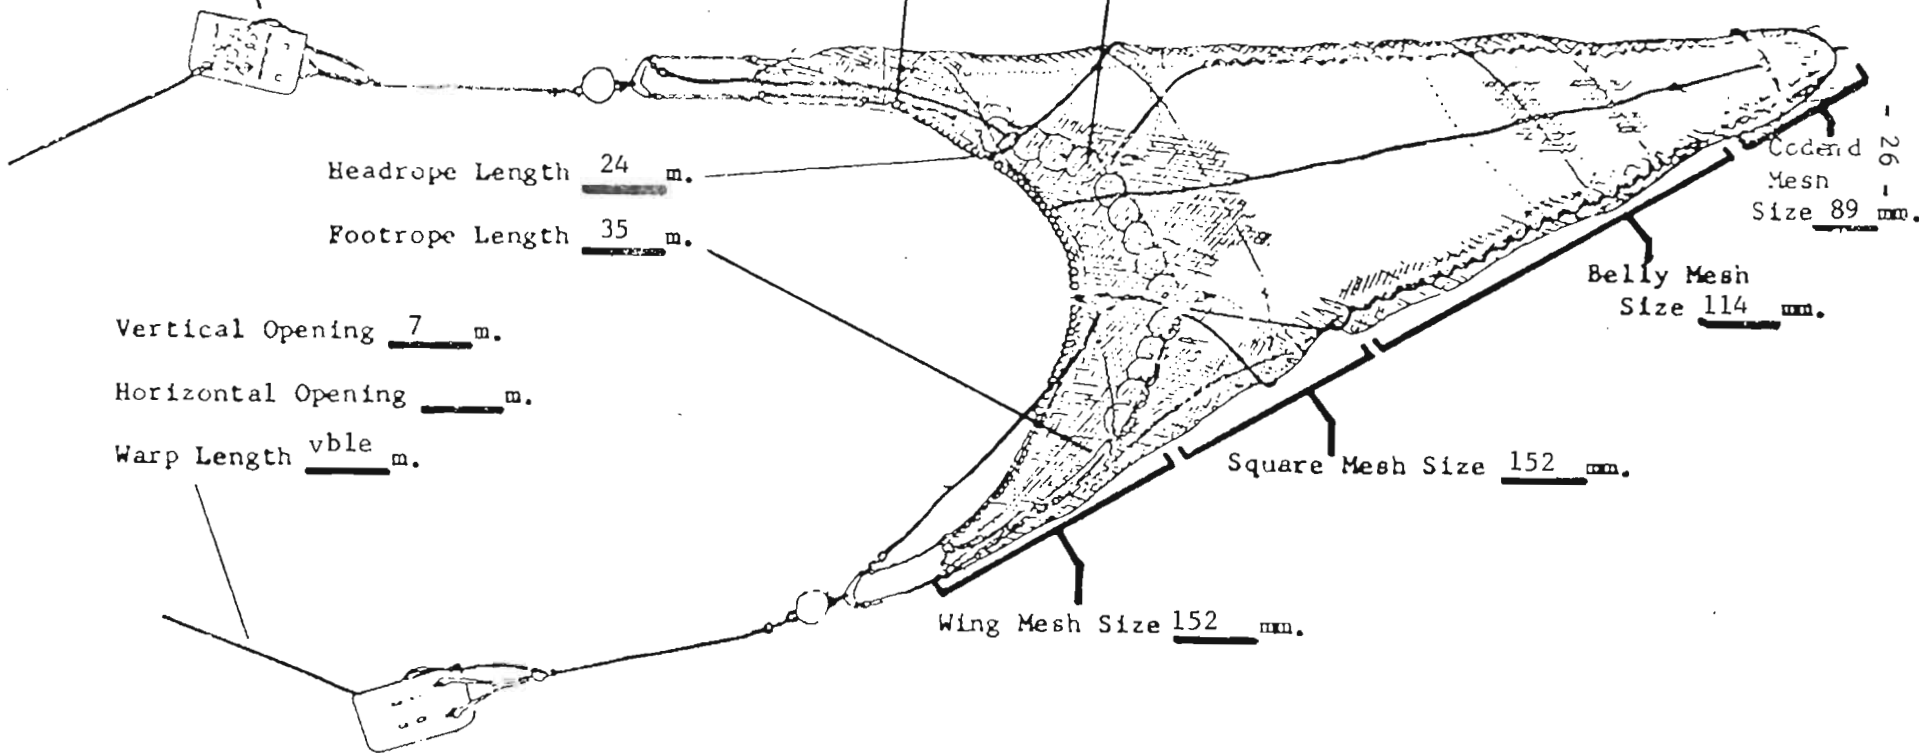 Headrope Length 24 m.
Footrope Length 35 m.
Vertical Opening 7 m.
Horizontal Opening ___ m.
Warp Length vble m.
Codend
Mesh
Size 89 mm.
- 26 -
Belly Mesh
Size 114 mm.
Square Mesh Size 152 mm.
Wing Mesh Size 152 mm.